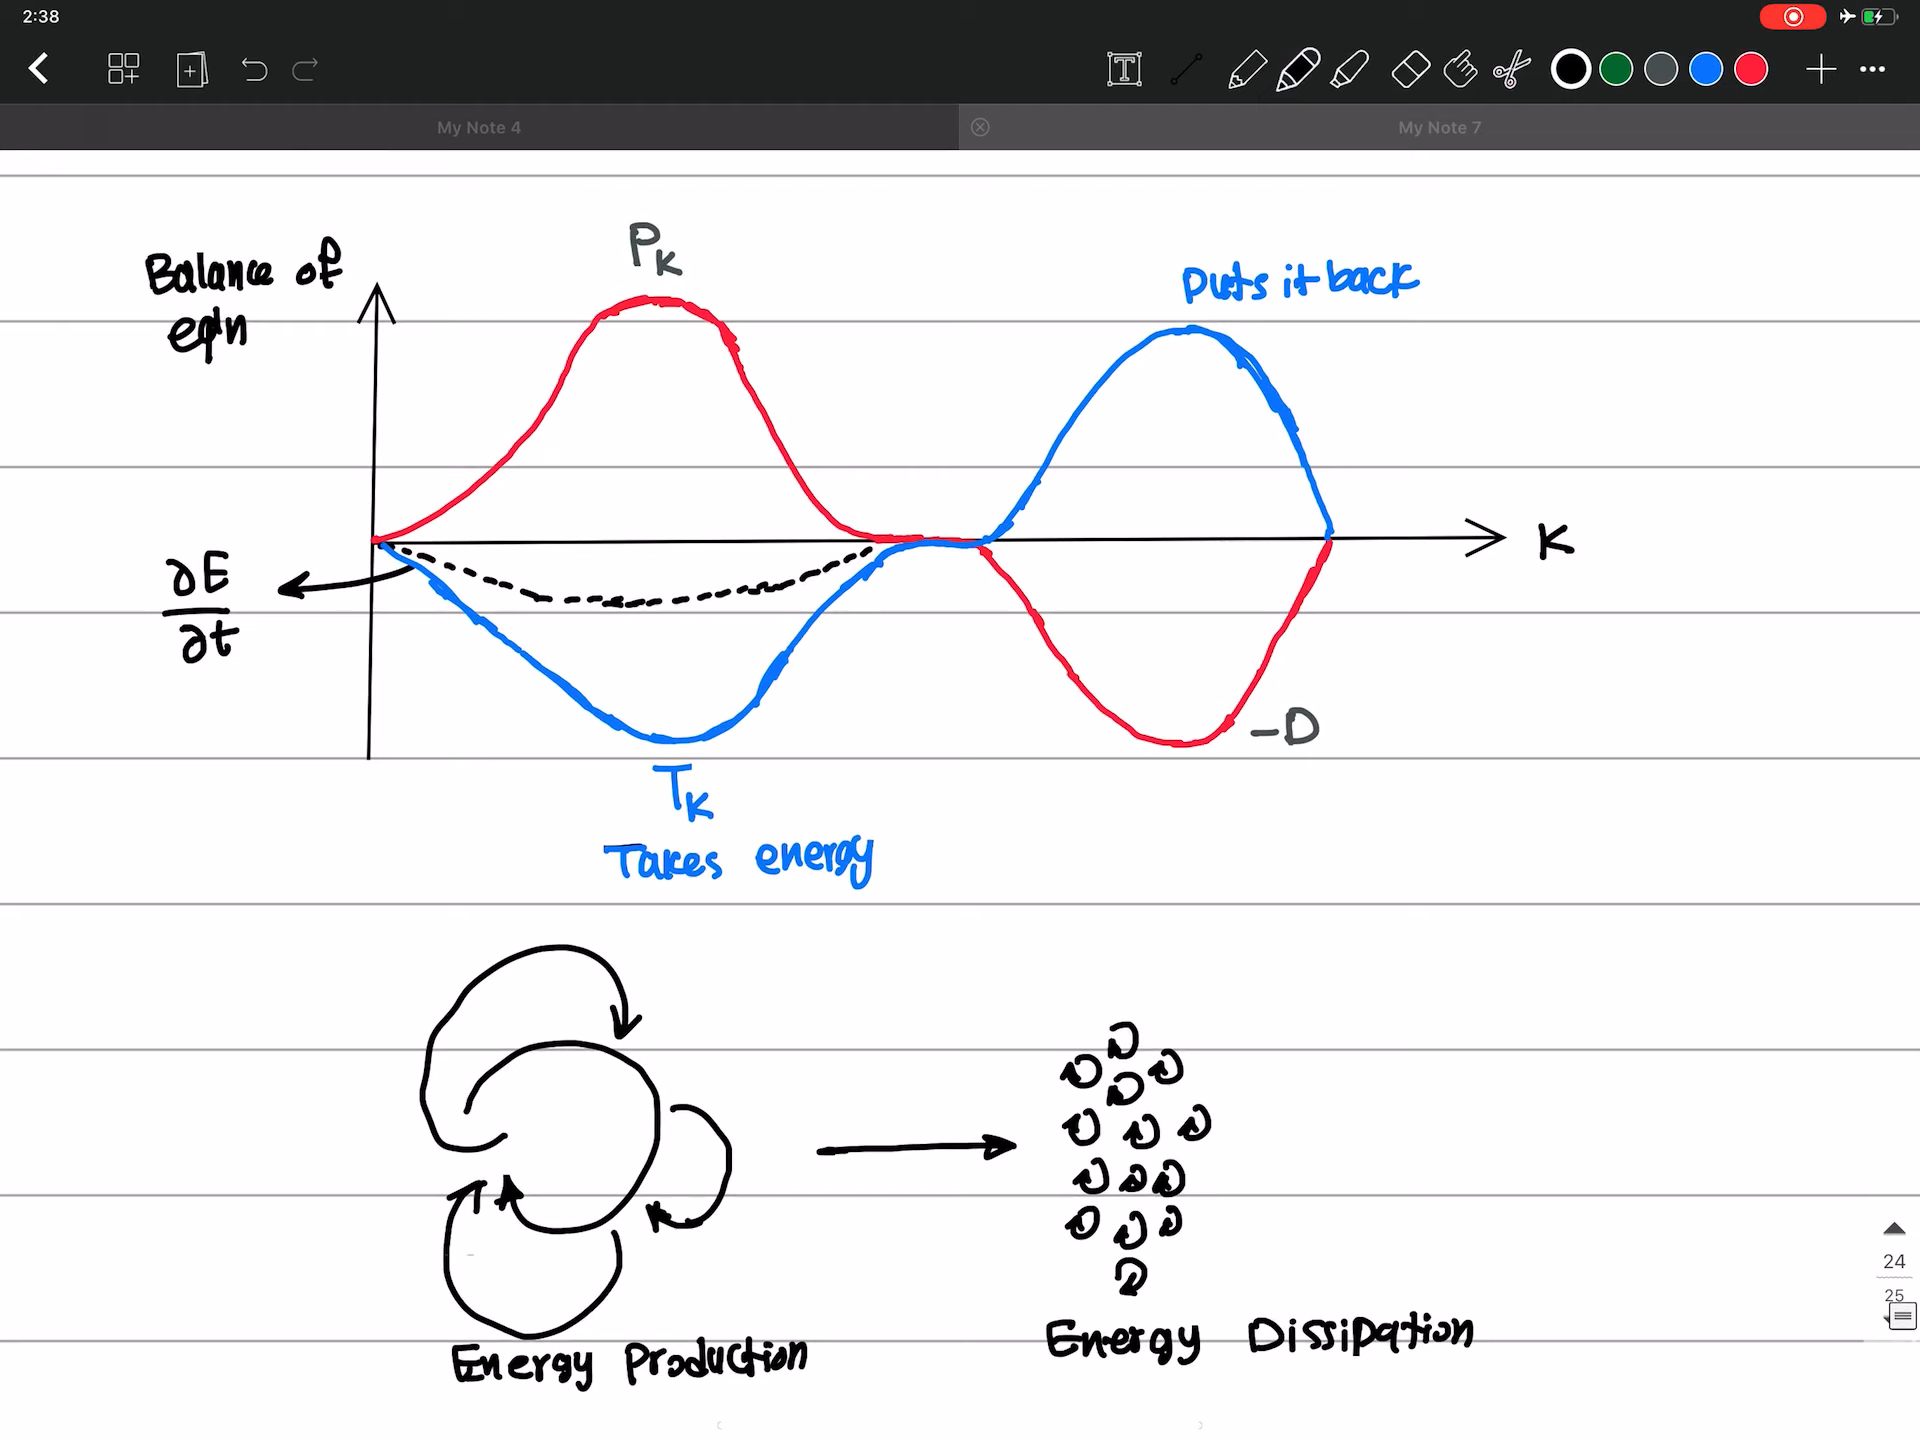 2:38
My Note 4
My Note 7
Balance of
eqn
PK
Puts it back
K
∂E
∂t
-D
TK
Takes energy
Energy Production
Energy Dissipation
24
25